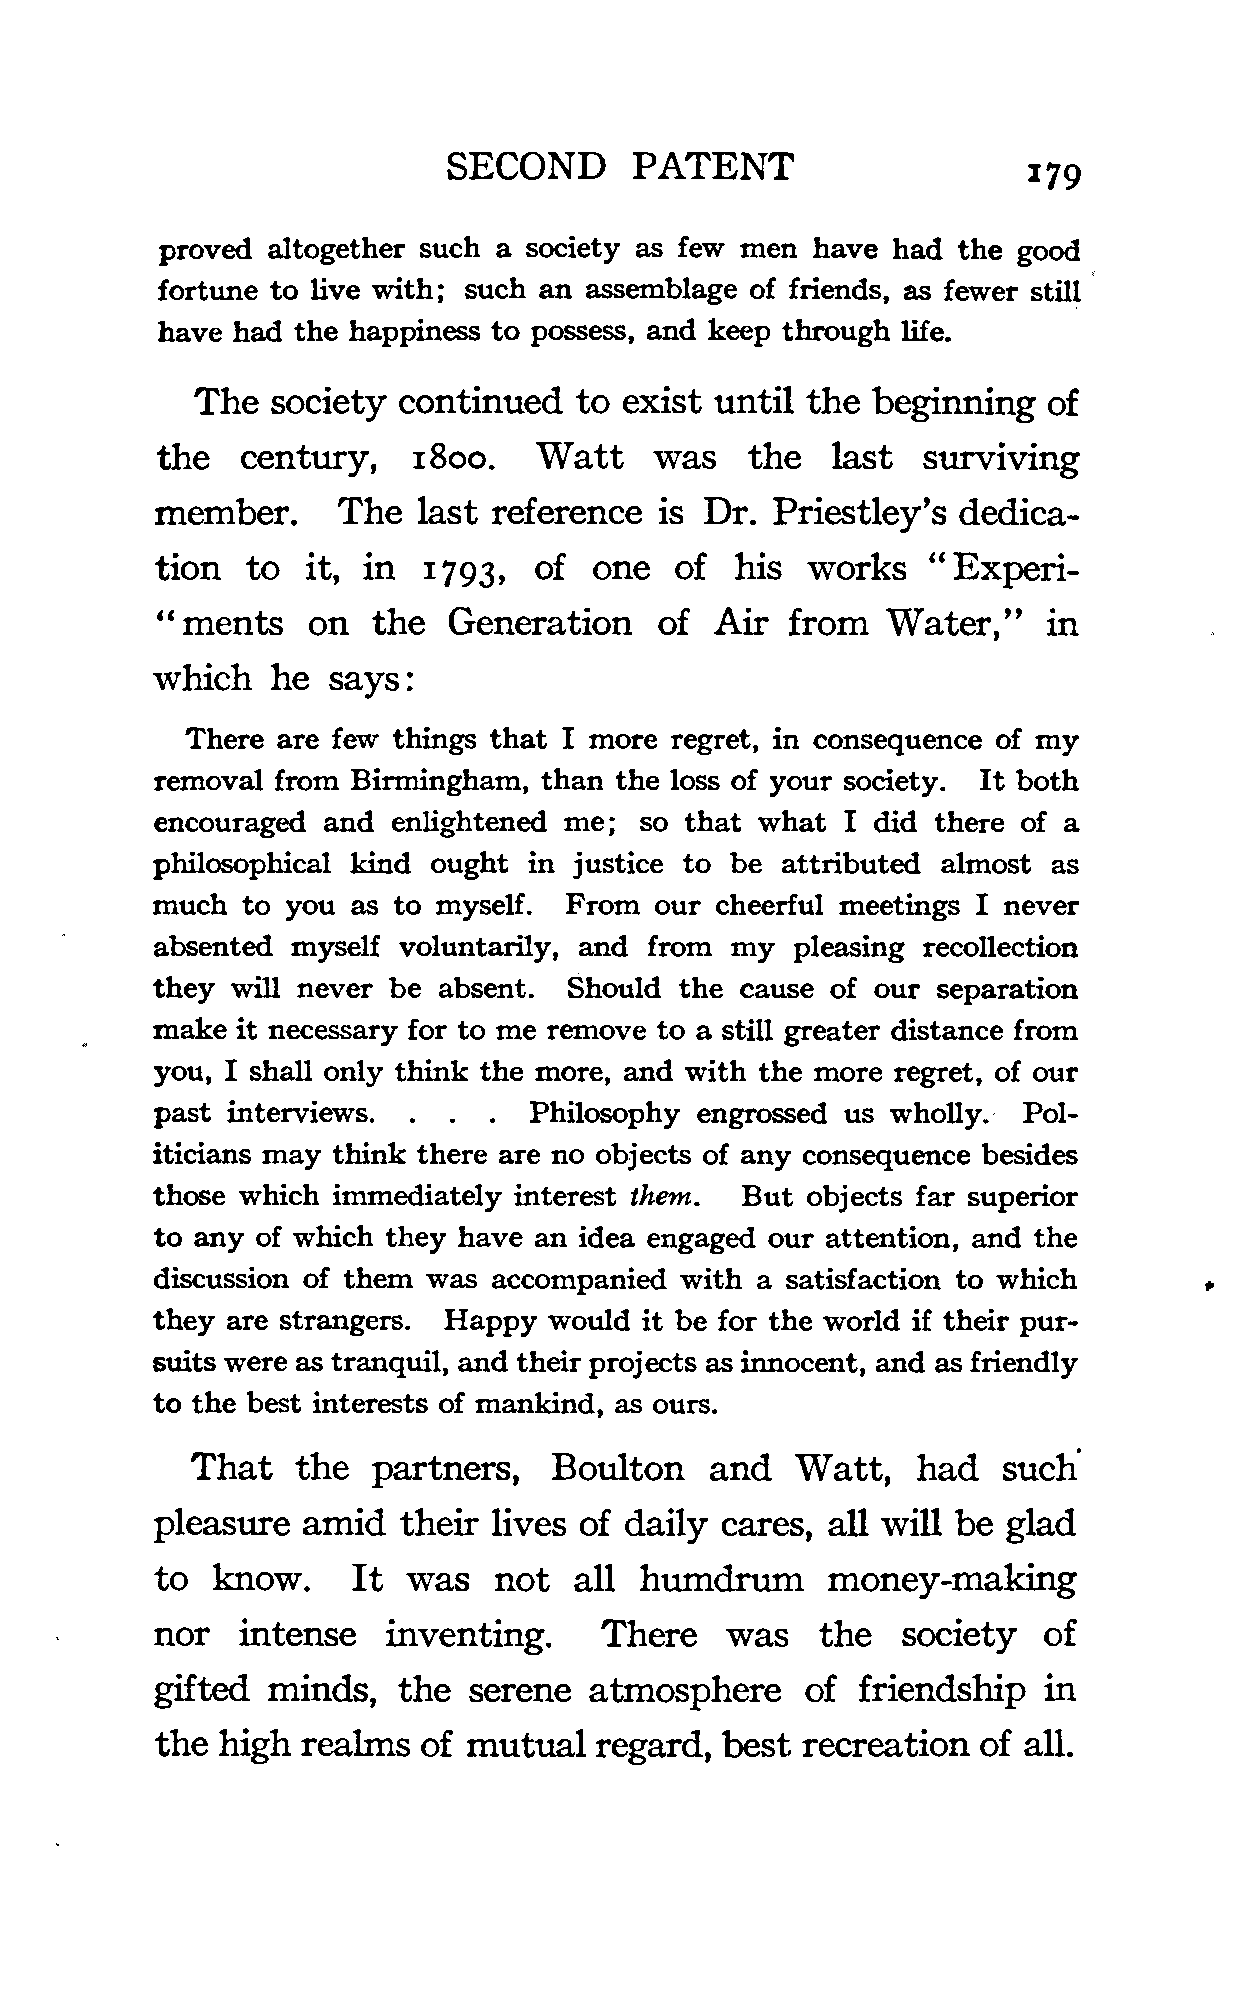 SECOND PATENT 179
proved altogether such a society as few men have had the good
fortune to live with; such an assemblage of friends, as fewer still
have had the happiness to possess, and keep through life.
The society continued to exist until the beginning of
the century, 1800. Watt was the last surviving
member. The last reference is Dr. Priestley's dedica-
tion to it, in 1793, of one of his works "Experi-
"ments on the Generation of Air from Water," in
which he says:
There are few things that I more regret, in consequence of my
removal from Birmingham, than the loss of your society. It both
encouraged and enlightened me; so that what I did there of a
philosophical kind ought in justice to be attributed almost as
much to you as to myself. From our cheerful meetings I never
absented myself voluntarily, and from my pleasing recollection
they will never be absent. Should the cause of our separation
make it necessary for to me remove to a still greater distance from
you, I shall only think the more, and with the more regret, of our
past interviews. . . . Philosophy engrossed us wholly. Pol-
iticians may think there are no objects of any consequence besides
those which immediately interest them. But objects far superior
to any of which they have an idea engaged our attention, and the
discussion of them was accompanied with a satisfaction to which
they are strangers. Happy would it be for the world if their pur-
suits were as tranquil, and their projects as innocent, and as friendly
to the best interests of mankind, as ours.
That the partners, Boulton and Watt, had such
pleasure amid their lives of daily cares, all will be glad
to know. It was not all humdrum money-making
nor intense inventing. There was the society of
gifted minds, the serene atmosphere of friendship in
the high realms of mutual regard, best recreation of all.